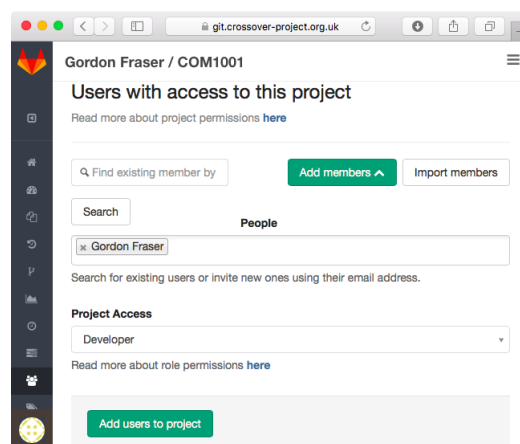 git.crossover-project.org.uk
Gordon Fraser / COM1001
Users with access to this project
Read more about project permissions here
Find existing member by
Add members
Import members
Search
People
× Gordon Fraser
Search for existing users or invite new ones using their email address.
Project Access
Developer
Read more about role permissions here
Add users to project